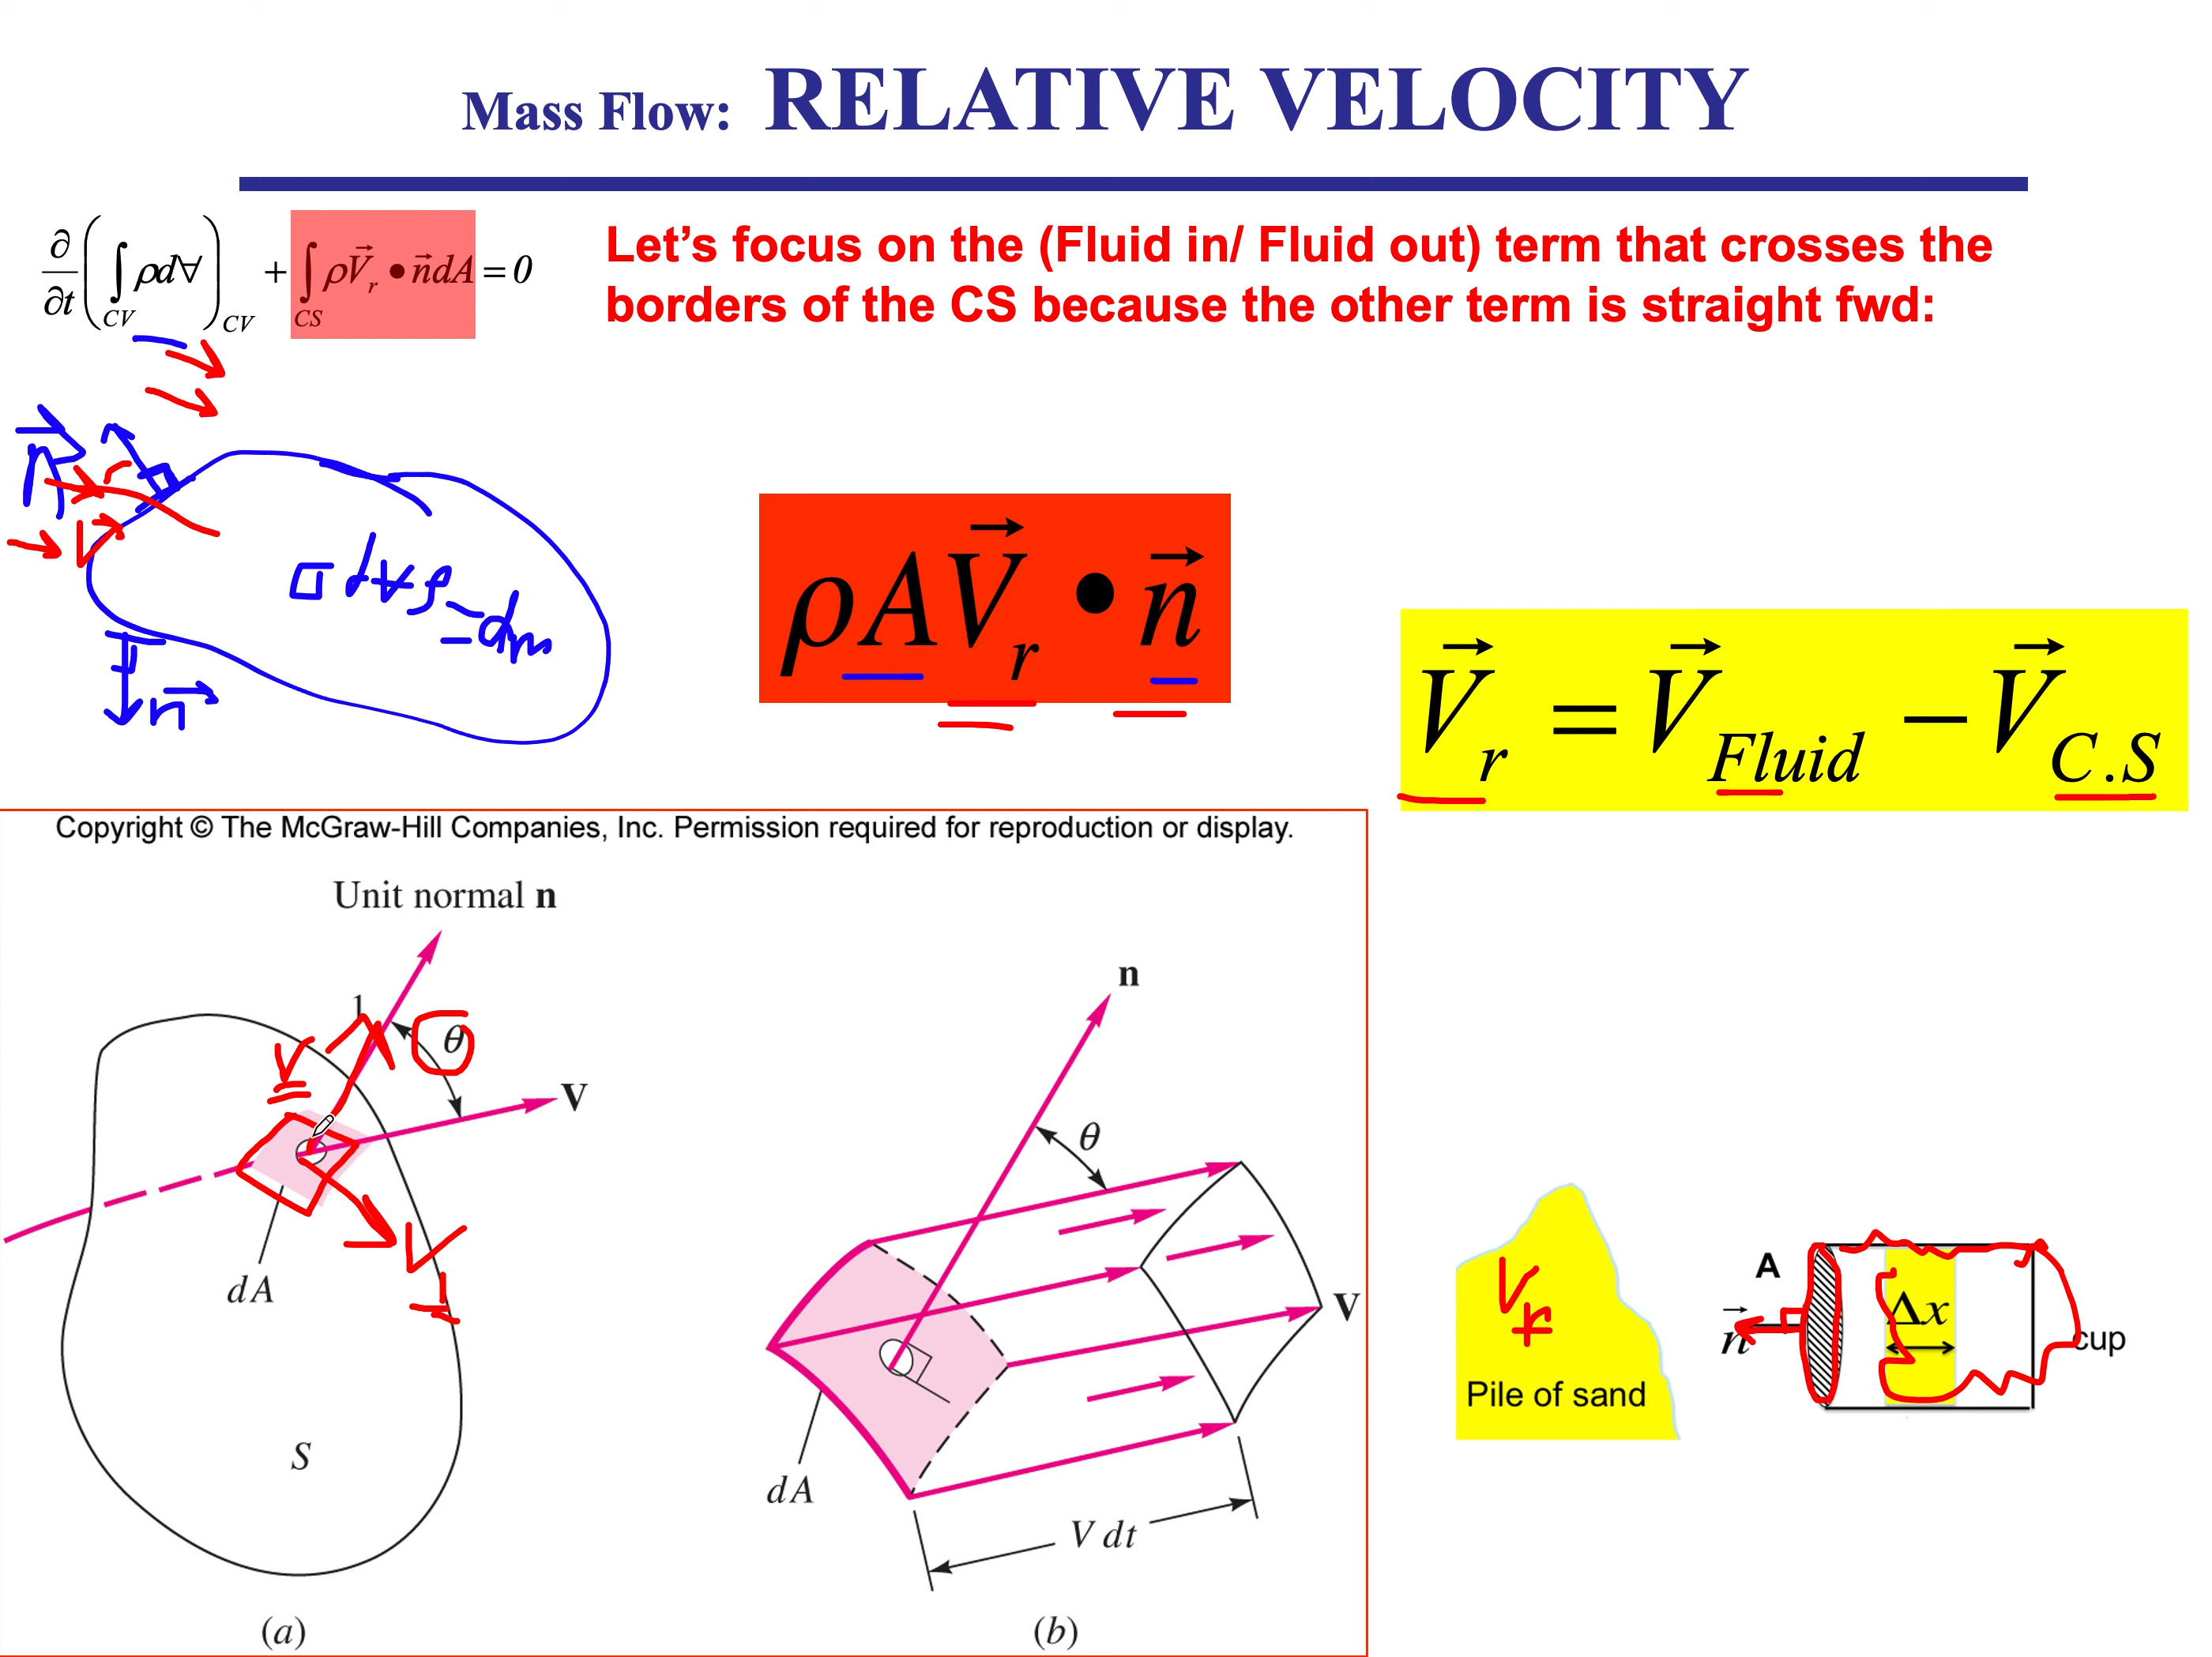 Mass Flow: RELATIVE VELOCITY
∂/∂t (∫CV ρd∀)CV + ∫CS ρV⃗r • n⃗dA = 0
Let's focus on the (Fluid in/ Fluid out) term that crosses the
borders of the CS because the other term is straight fwd:
n⃗
V
d∀ρ = dm
n⃗
ρAV⃗r • n⃗
V⃗r = V⃗Fluid − V⃗C.S
Copyright © The McGraw-Hill Companies, Inc. Permission required for reproduction or display.
Unit normal n
1
θ
V
V
dA
V
S
(a)
n
θ
V
dA
V dt
(b)
Vr
Pile of sand
A
n⃗
Δx
cup